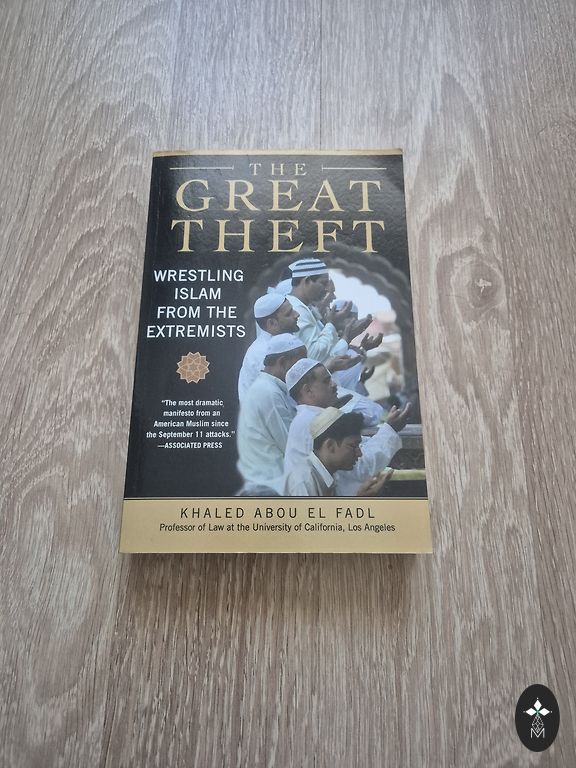 THE
GREAT
THEFT
WRESTLING
ISLAM
FROM THE
EXTREMISTS
“The most dramatic
manifesto from an
American Muslim since
the September 11 attacks.”
—ASSOCIATED PRESS
KHALED ABOU EL FADL
Professor of Law at the University of California, Los Angeles